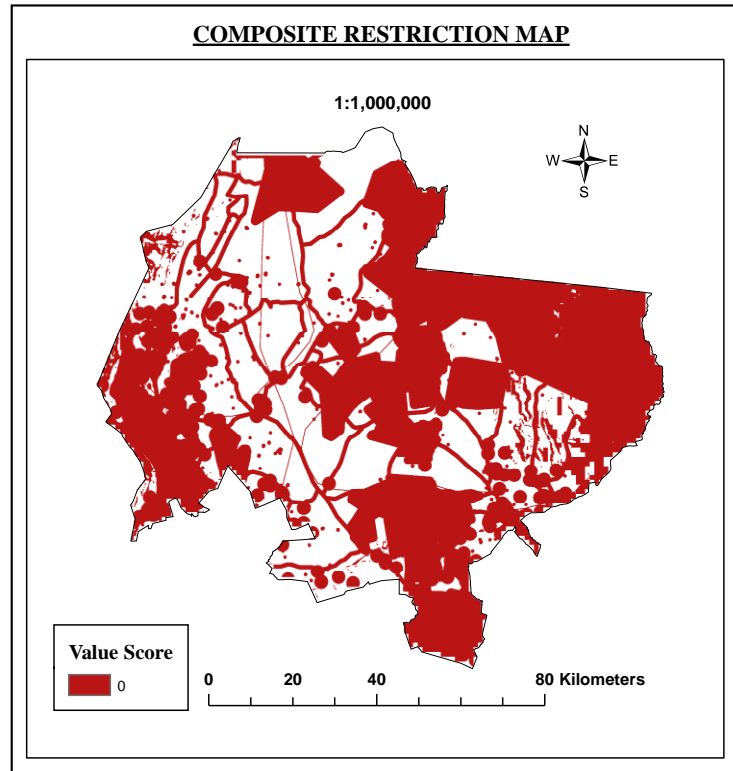 COMPOSITE RESTRICTION MAP
1:1,000,000
N
W E
S
Value Score
0
0 20 40 80 Kilometers